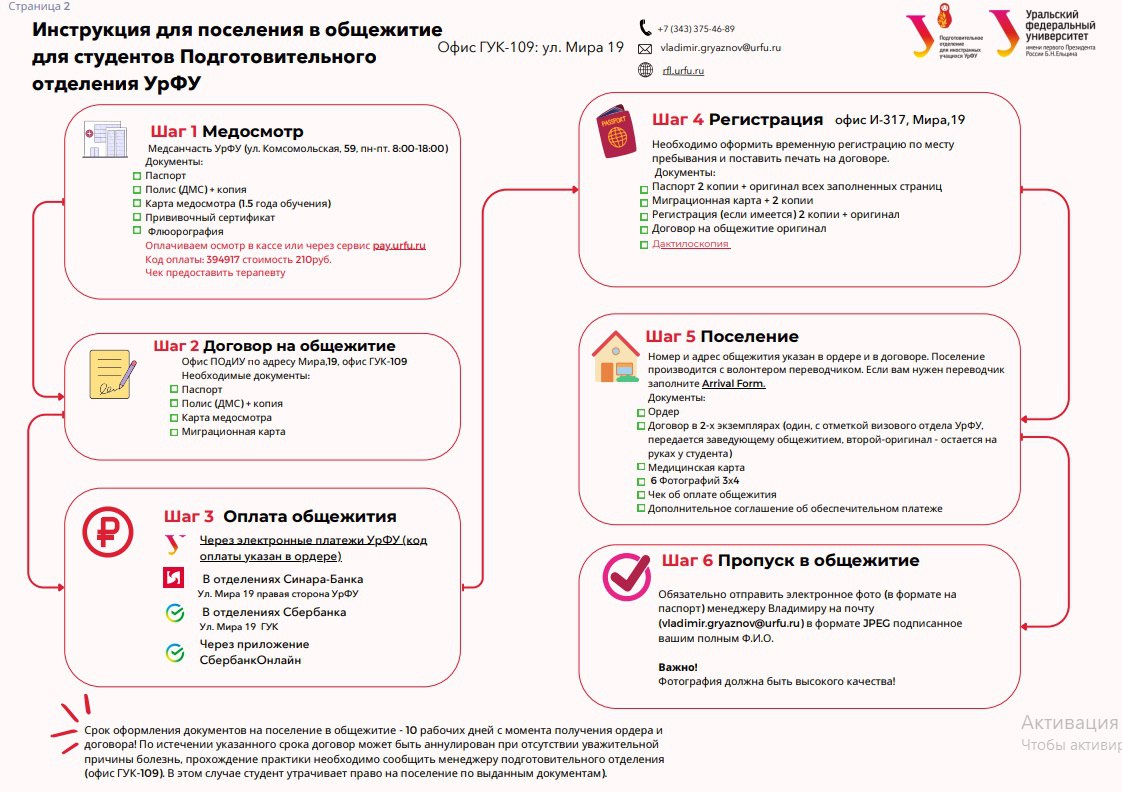 Страница 2
Инструкция для поселения в общежитие
для студентов Подготовительного
отделения УрФУ
Офис ГУК-109: ул. Мира 19
+7 (343) 375-46-89
vladimir.gryaznov@urfu.ru
rfl.urfu.ru
Подготовительное
отделение
для иностранных
учащихся УрФУ
Уральский
федеральный
университет
имени первого Президента
России Б.Н.Ельцина
Шаг 1 Медосмотр
Медсанчасть УрФУ (ул. Комсомольская, 59, пн-пт. 8:00-18:00)
Документы:
Паспорт
Полис (ДМС) + копия
Карта медосмотра (1.5 года обучения)
Прививочный сертификат
Флюорография
Оплачиваем осмотр в кассе или через сервис pay.urfu.ru
Код оплаты: 394917 стоимость 210руб.
Чек предоставить терапевту
Шаг 2 Договор на общежитие
Офис ПОдИУ по адресу Мира,19, офис ГУК-109
Необходимые документы:
Паспорт
Полис (ДМС) + копия
Карта медосмотра
Миграционная карта
Шаг 3 Оплата общежития
Через электронные платежи УрФУ (код
оплаты указан в ордере)
В отделениях Синара-Банка
Ул. Мира 19 правая сторона УрФУ
В отделениях Сбербанка
Ул. Мира 19 ГУК
Через приложение
СбербанкОнлайн
PASSPORT
Шаг 4 Регистрация офис И-317, Мира,19
Необходимо оформить временную регистрацию по месту
пребывания и поставить печать на договоре.
Документы:
Паспорт 2 копии + оригинал всех заполненных страниц
Миграционная карта + 2 копии
Регистрация (если имеется) 2 копии + оригинал
Договор на общежитие оригинал
Дактилоскопия
Шаг 5 Поселение
Номер и адрес общежития указан в ордере и в договоре. Поселение
производится с волонтером переводчиком. Если вам нужен переводчик
заполните Arrival Form.
Документы:
Ордер
Договор в 2-х экземплярах (один, с отметкой визового отдела УрФУ,
передается заведующему общежитием, второй-оригинал - остается на
руках у студента)
Медицинская карта
6 Фотографий 3х4
Чек об оплате общежития
Дополнительное соглашение об обеспечительном платеже
Шаг 6 Пропуск в общежитие
Обязательно отправить электронное фото (в формате на
паспорт) менеджеру Владимиру на почту
(vladimir.gryaznov@urfu.ru) в формате JPEG подписанное
вашим полным Ф.И.О.
Важно!
Фотография должна быть высокого качества!
Срок оформления документов на поселение в общежитие - 10 рабочих дней с момента получения ордера и
договора! По истечении указанного срока договор может быть аннулирован при отсутствии уважительной
причины болезнь, прохождение практики необходимо сообщить менеджеру подготовительного отделения
(офис ГУК-109). В этом случае студент утрачивает право на поселение по выданным документам).
Активация
Чтобы активир